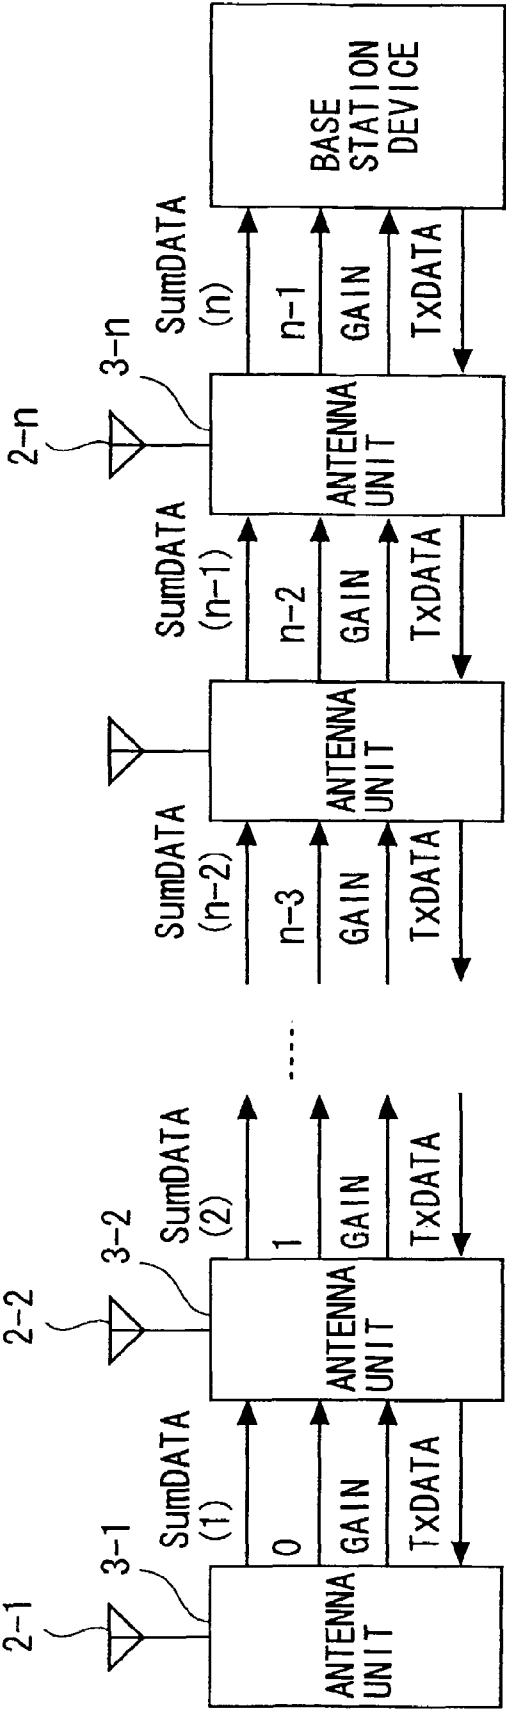 2-1
3-1
ANTENNA
UNIT
SumDATA
(1)
0
GAIN
TxDATA
2-2
3-2
ANTENNA
UNIT
SumDATA
(2)
1
GAIN
TxDATA
.....
SumDATA
(n-2)
n-3
GAIN
TxDATA
ANTENNA
UNIT
SumDATA
(n-1)
n-2
GAIN
TxDATA
2-n
3-n
ANTENNA
UNIT
SumDATA
(n)
n-1
GAIN
TxDATA
BASE
STATION
DEVICE